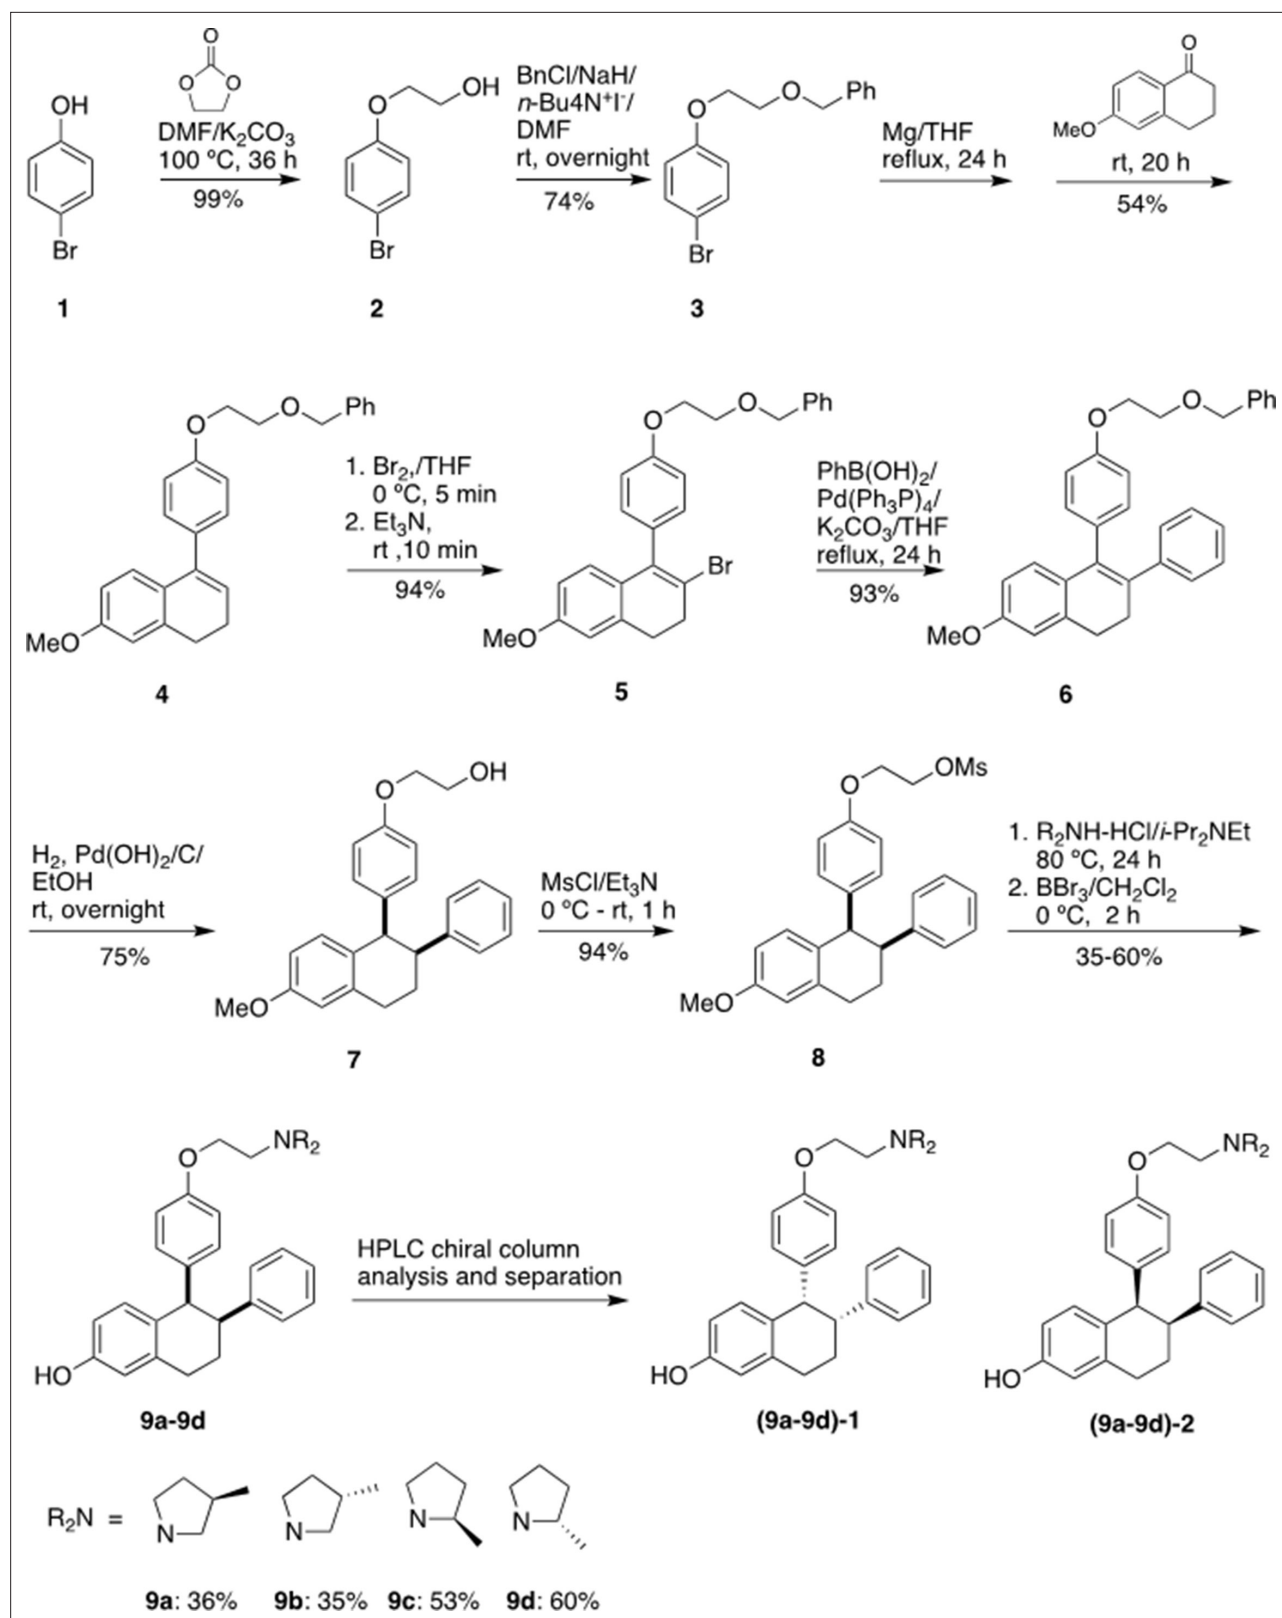 O
O O
OH
DMF/K2CO3
100 ºC, 36 h
99%
Br
1
O OH
Br
2
BnCl/NaH/
n-Bu4N+I-/
DMF
rt, overnight
74%
O O Ph
Br
3
Mg/THF
reflux, 24 h
O
MeO
rt, 20 h
54%
O O Ph
MeO
4
1. Br2,/THF
0 ºC, 5 min
2. Et3N,
rt ,10 min
94%
O O Ph
Br
MeO
5
PhB(OH)2/
Pd(Ph3P)4/
K2CO3/THF
reflux, 24 h
93%
O O Ph
MeO
6
H2, Pd(OH)2/C/
EtOH
rt, overnight
75%
O OH
MeO
7
MsCl/Et3N
0 ºC - rt, 1 h
94%
O OMs
MeO
8
1. R2NH-HCl/i-Pr2NEt
80 ºC, 24 h
2. BBr3/CH2Cl2
0 ºC, 2 h
35-60%
O NR2
HO
9a-9d
HPLC chiral column
analysis and separation
O NR2
HO
(9a-9d)-1
O NR2
HO
(9a-9d)-2
R2N =
N N N N
9a: 36% 9b: 35% 9c: 53% 9d: 60%